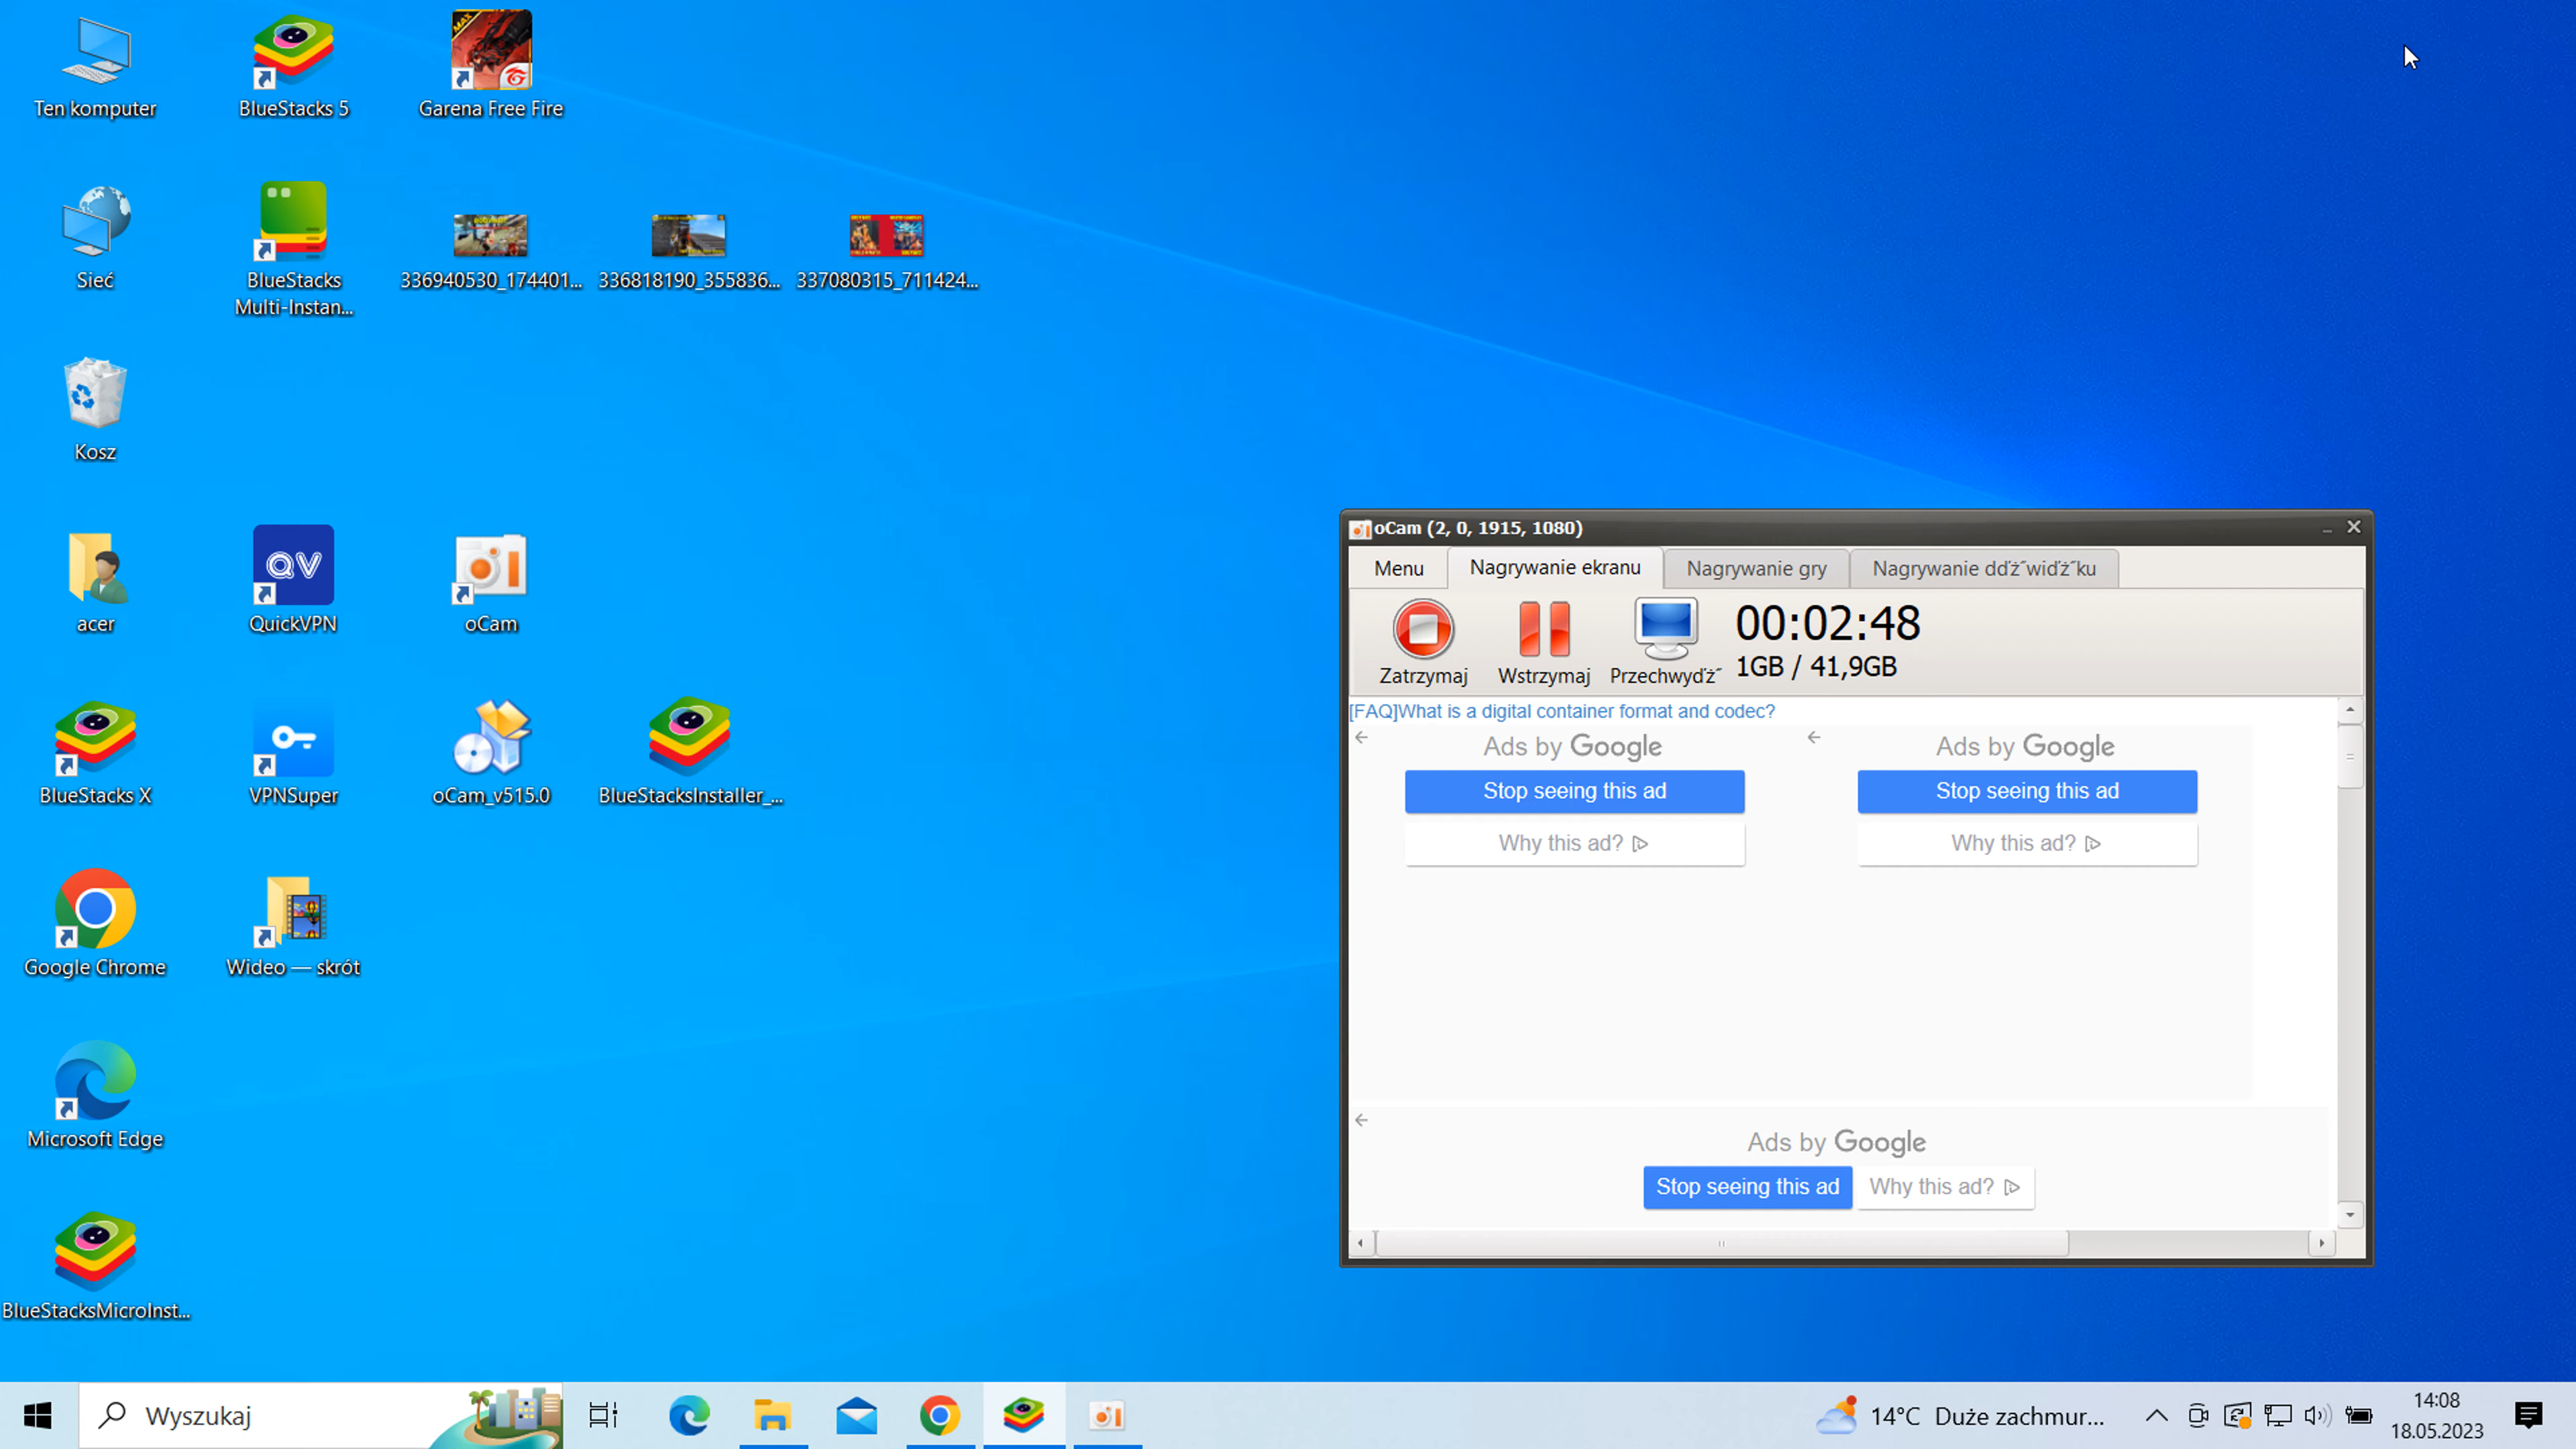 Ten komputer
BlueStacks 5
MAX
Garena Free Fire
Sieć
BlueStacks
Multi-Instan...
336940530_174401...
336818190_355836...
337080315_711424...
Kosz
acer
QV
QuickVPN
oCam
BlueStacks X
VPNSuper
oCam_v515.0
BlueStacksInstaller_...
Google Chrome
Wideo — skrót
Microsoft Edge
BlueStacksMicroInst...
oCam (2, 0, 1915, 1080)
Menu
Nagrywanie ekranu
Nagrywanie gry
Nagrywanie dďż˝wiďż˝ku
Zatrzymaj
Wstrzymaj
Przechwyďż˝
00:02:48
1GB / 41,9GB
[FAQ]What is a digital container format and codec?
Ads by Google
Stop seeing this ad
Why this ad?
Ads by Google
Stop seeing this ad
Why this ad?
Ads by Google
Stop seeing this ad
Why this ad?
Wyszukaj
14°C Duże zachmur...
14:08
18.05.2023